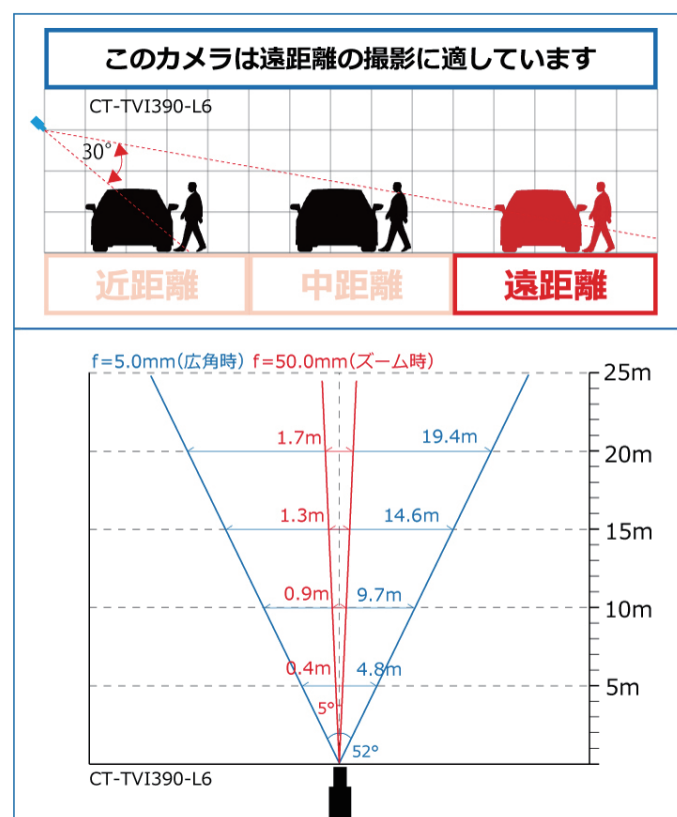 このカメラは遠距離の撮影に適しています
CT-TVI390-L6
30°
近距離
中距離
遠距離
f=5.0mm(広角時) f=50.0mm(ズーム時)
25m
1.7m
19.4m
20m
1.3m
14.6m
15m
0.9m
9.7m
10m
0.4m
4.8m
5m
5°
52°
CT-TVI390-L6